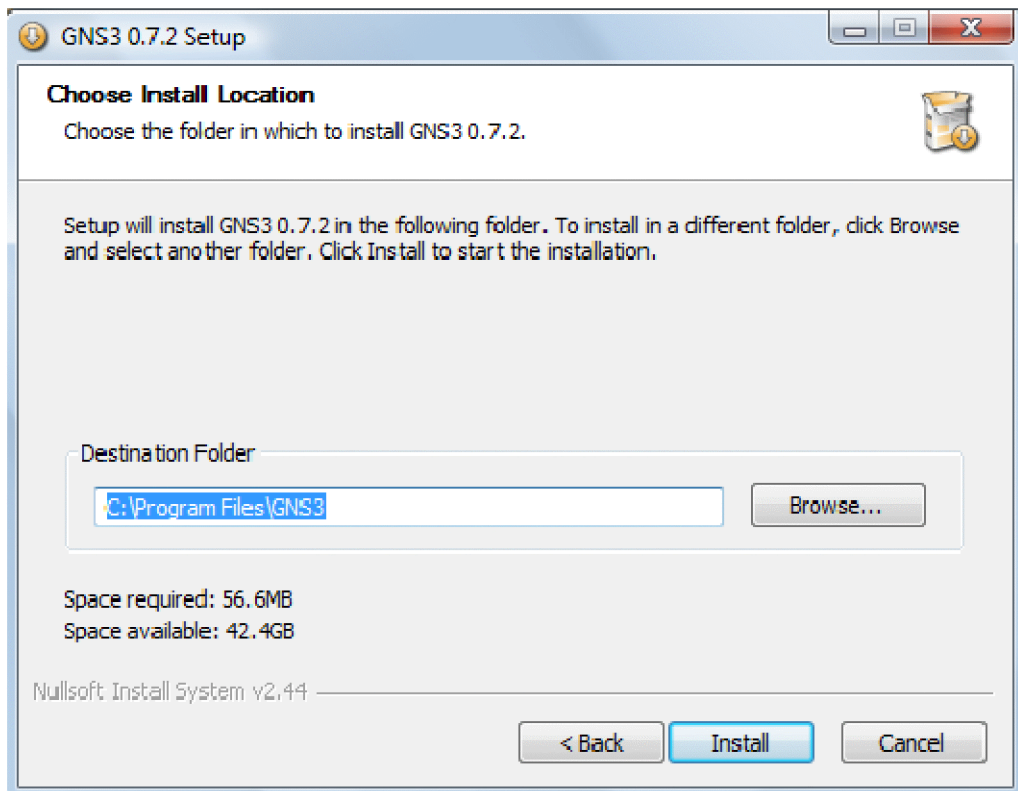 GNS3 0.7.2 Setup
Choose Install Location
Choose the folder in which to install GNS3 0.7.2.
Setup will install GNS3 0.7.2 in the following folder. To install in a different folder, click Browse
and select another folder. Click Install to start the installation.
Destination Folder
C:\Program Files\GNS3
Browse...
Space required: 56.6MB
Space available: 42.4GB
Nullsoft Install System v2.44
< Back
Install
Cancel